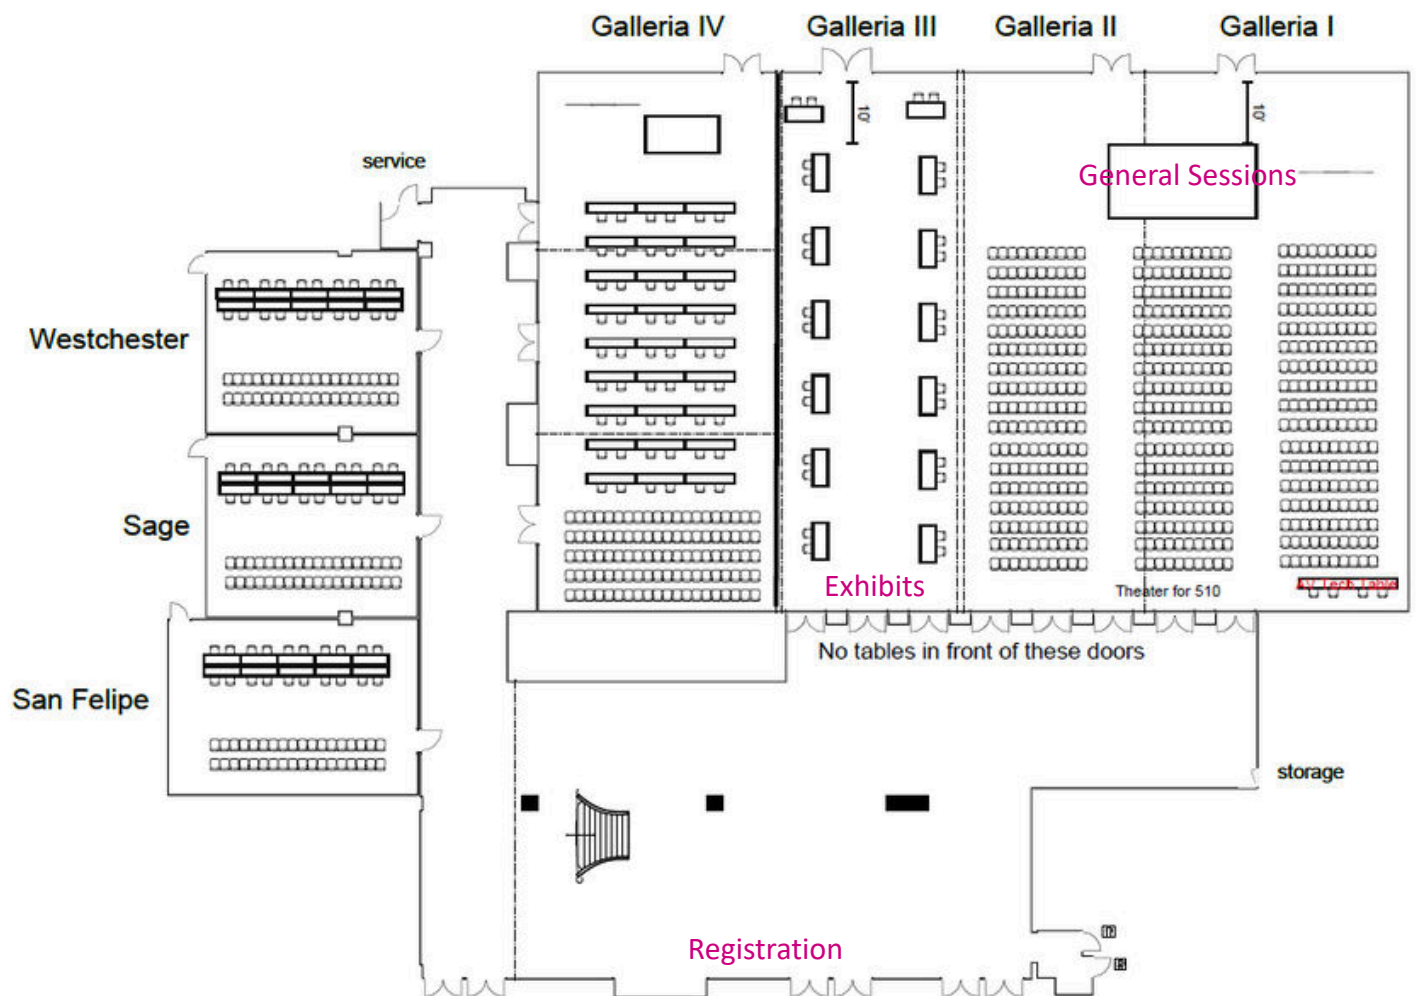 Galleria IV
Galleria III
Galleria II
Galleria I
10'
10'
service
General Sessions
Westchester
Sage
Exhibits
Theater for 510
AV Tech Table
No tables in front of these doors
San Felipe
storage
Registration